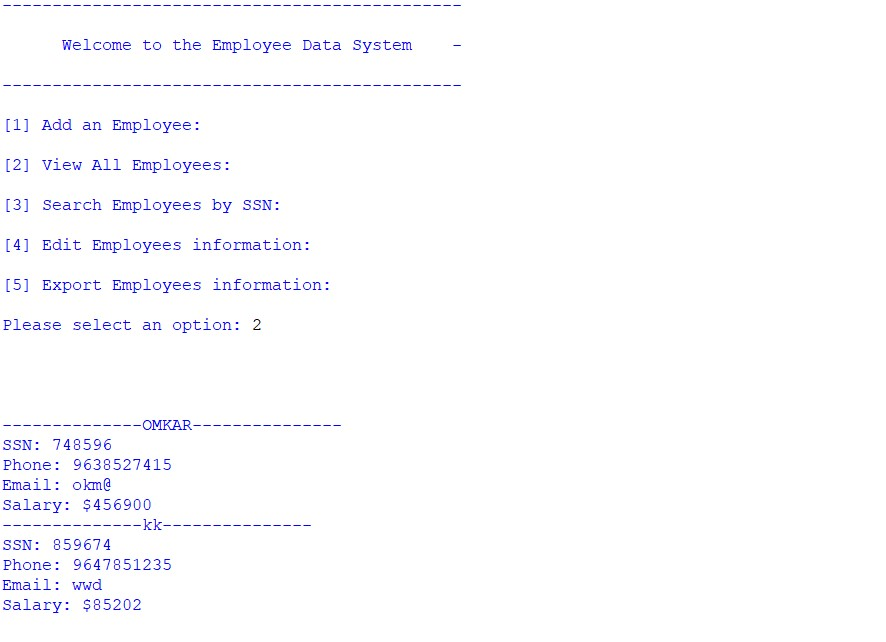 ----------------------------------------------
      Welcome to the Employee Data System    -
----------------------------------------------
[1] Add an Employee:
[2] View All Employees:
[3] Search Employees by SSN:
[4] Edit Employees information:
[5] Export Employees information:
Please select an option: 2
--------------OMKAR---------------
SSN: 748596
Phone: 9638527415
Email: okm@
Salary: $456900
--------------kk---------------
SSN: 859674
Phone: 9647851235
Email: wwd
Salary: $85202